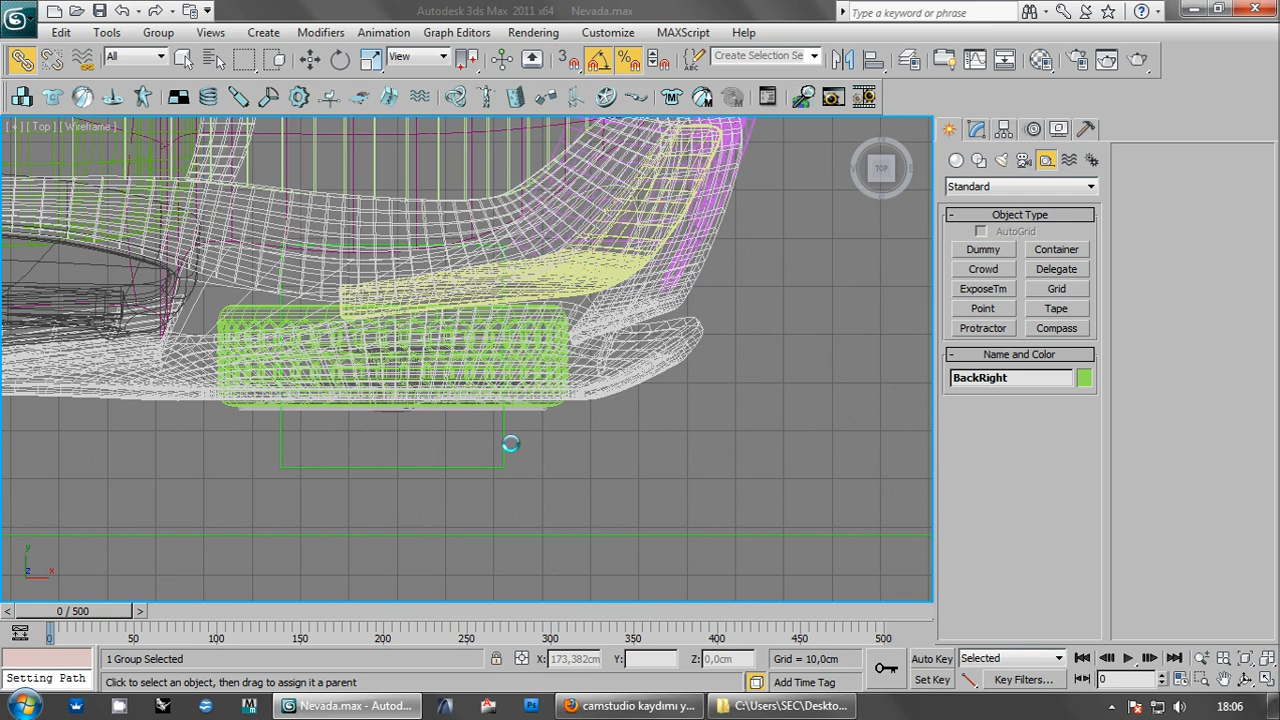 Autodesk 3ds Max 2011 x64 Nevada.max
Type a keyword or phrase
Edit Tools Group Views Create Modifiers Animation Graph Editors Rendering Customize MAXScript Help
All View Create Selection Se
[ + ] [ Top ] [ Wireframe ]
TOP
Standard
- Object Type
AutoGrid
Dummy Container
Crowd Delegate
ExposeTm Grid
Point Tape
Protractor Compass
- Name and Color
BackRight
y
z x
< 0 / 500 >
0 50 100 150 200 250 300 350 400 450 500
1 Group Selected X: 173,382cm Y: Z: 0,0cm Grid = 10,0cm Auto Key Selected
Setting Path Click to select an object, then drag to assign it a parent Add Time Tag Set Key Key Filters... 0
Nevada.max - Autod... camstudio kaydımı y... C:\Users\SEC\Deskto... 18:06